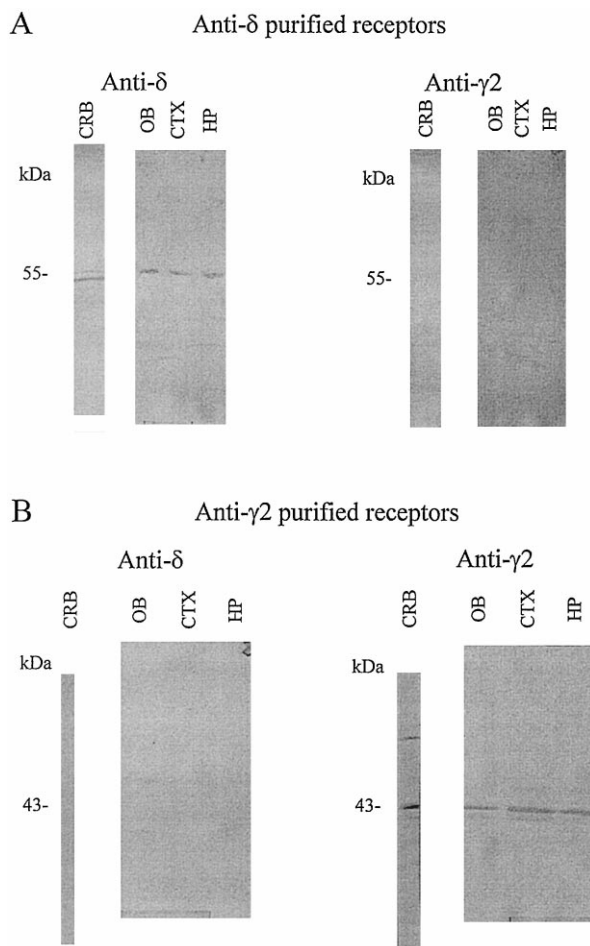 A
Anti-δ purified receptors
Anti-δ
Anti-γ2
CRB
OB
CTX
HP
CRB
OB
CTX
HP
kDa
kDa
55-
55-
B
Anti-γ2 purified receptors
Anti-δ
Anti-γ2
CRB
OB
CTX
HP
CRB
OB
CTX
HP
kDa
kDa
43-
43-